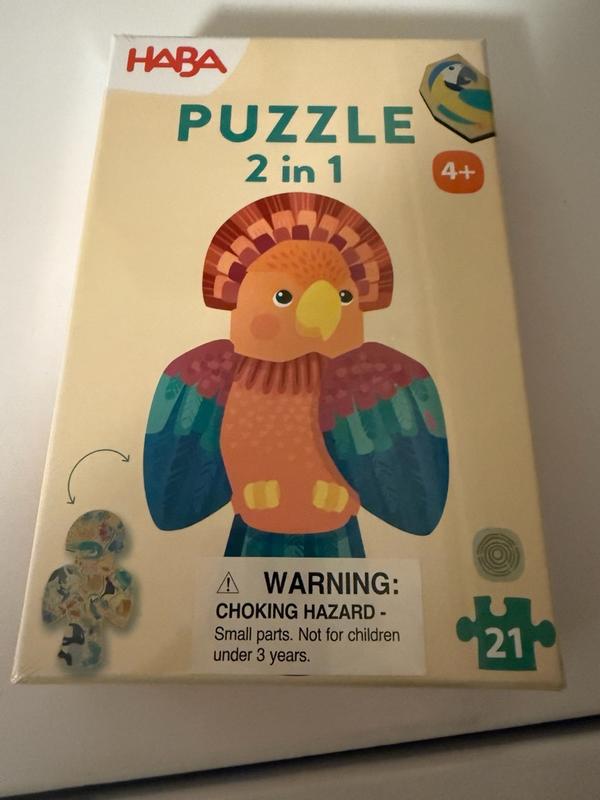 HABA
PUZZLE
2 in 1
4+
WARNING:
CHOKING HAZARD -
Small parts. Not for children
under 3 years.
21